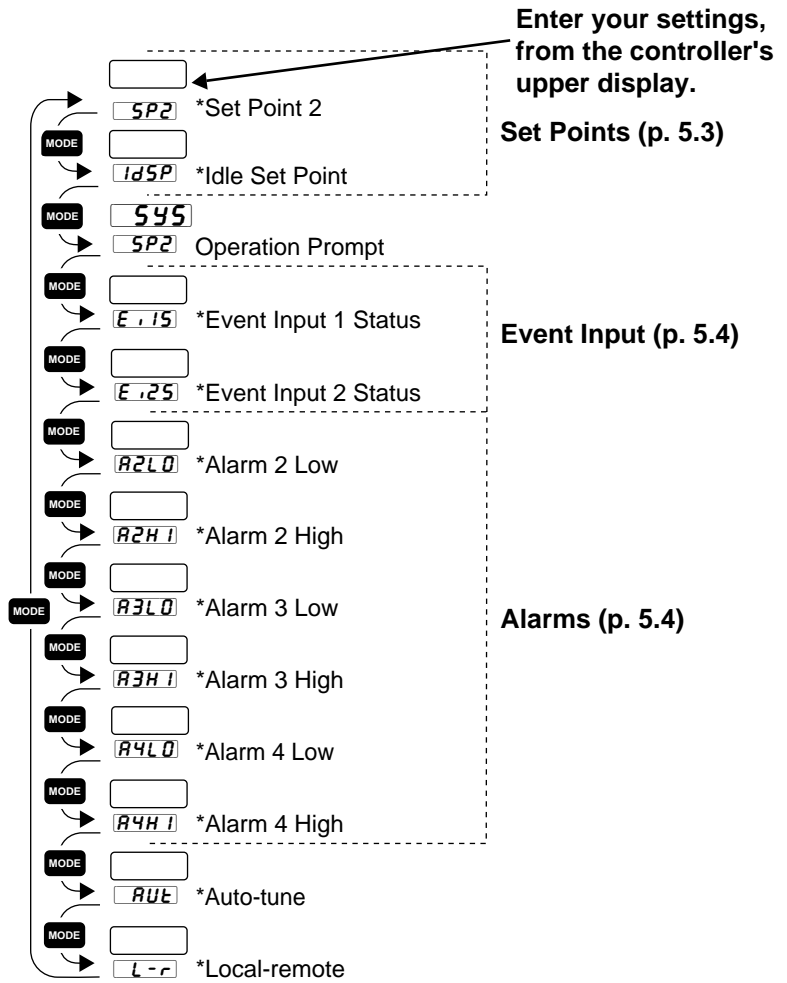 Enter your settings,
from the controller's
upper display.
SP2 *Set Point 2
Set Points (p. 5.3)
MODE
IdSP *Idle Set Point
MODE
SYS
SP2 Operation Prompt
MODE
Ei1S *Event Input 1 Status
Event Input (p. 5.4)
MODE
Ei2S *Event Input 2 Status
MODE
A2LO *Alarm 2 Low
MODE
A2HI *Alarm 2 High
MODE
A3LO *Alarm 3 Low
MODE
Alarms (p. 5.4)
MODE
A3HI *Alarm 3 High
MODE
A4LO *Alarm 4 Low
MODE
A4HI *Alarm 4 High
MODE
AUt *Auto-tune
MODE
L-r *Local-remote